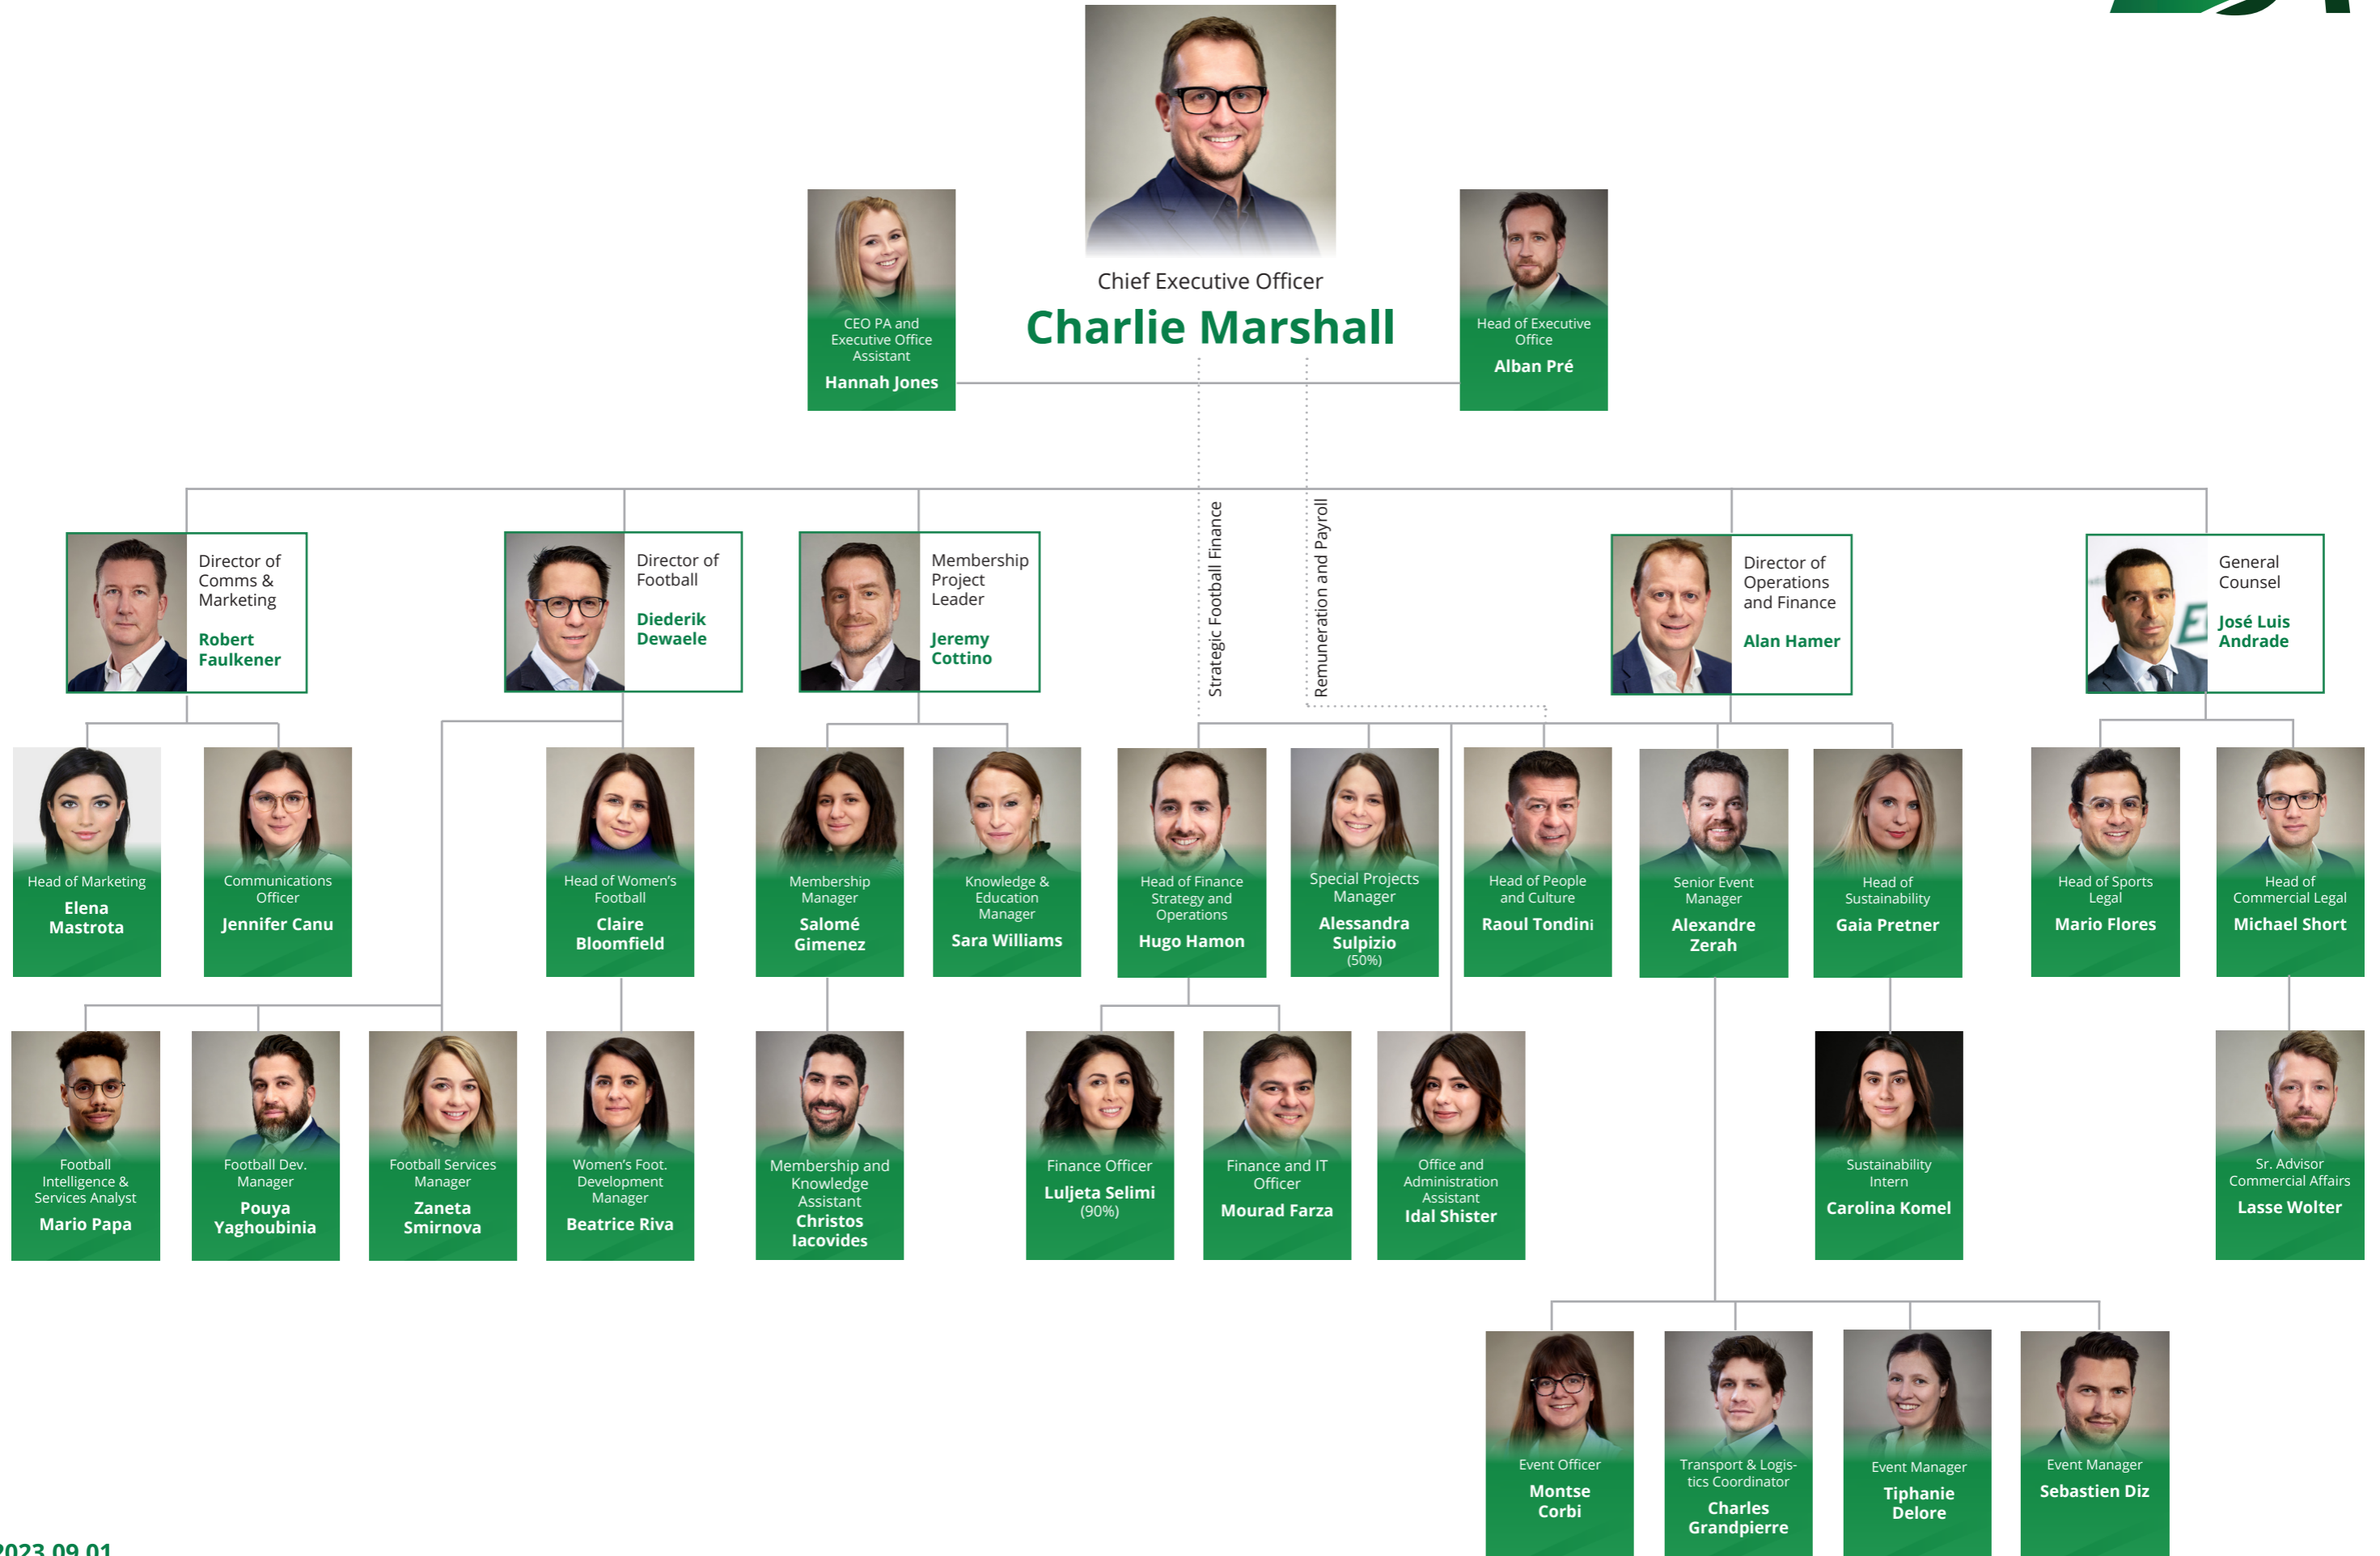 Chief Executive Officer
Charlie Marshall
CEO PA and
Executive Office
Assistant
Hannah Jones
Head of Executive
Office
Alban Pré
Strategic Football Finance
Remuneration and Payroll
Director of
Comms &
Marketing
Robert
Faulkener
Director of
Football
Diederik
Dewaele
Membership
Project
Leader
Jeremy
Cottino
Director of
Operations
and Finance
Alan Hamer
General
Counsel
José Luis
Andrade
Head of Marketing
Elena
Mastrota
Communications
Officer
Jennifer Canu
Head of Women's
Football
Claire
Bloomfield
Membership
Manager
Salomé
Gimenez
Knowledge &
Education
Manager
Sara Williams
Head of Finance
Strategy and
Operations
Hugo Hamon
Special Projects
Manager
Alessandra
Sulpizio
(50%)
Head of People
and Culture
Raoul Tondini
Senior Event
Manager
Alexandre
Zerah
Head of
Sustainability
Gaia Pretner
Head of Sports
Legal
Mario Flores
Head of
Commercial Legal
Michael Short
Football
Intelligence &
Services Analyst
Mario Papa
Football Dev.
Manager
Pouya
Yaghoubinia
Football Services
Manager
Zaneta
Smirnova
Women's Foot.
Development
Manager
Beatrice Riva
Membership and
Knowledge
Assistant
Christos
Iacovides
Finance Officer
Luljeta Selimi
(90%)
Finance and IT
Officer
Mourad Farza
Office and
Administration
Assistant
Idal Shister
Sustainability
Intern
Carolina Komel
Sr. Advisor
Commercial Affairs
Lasse Wolter
Event Officer
Montse
Corbi
Transport & Logis-
tics Coordinator
Charles
Grandpierre
Event Manager
Tiphanie
Delore
Event Manager
Sebastien Diz
2023.09.01